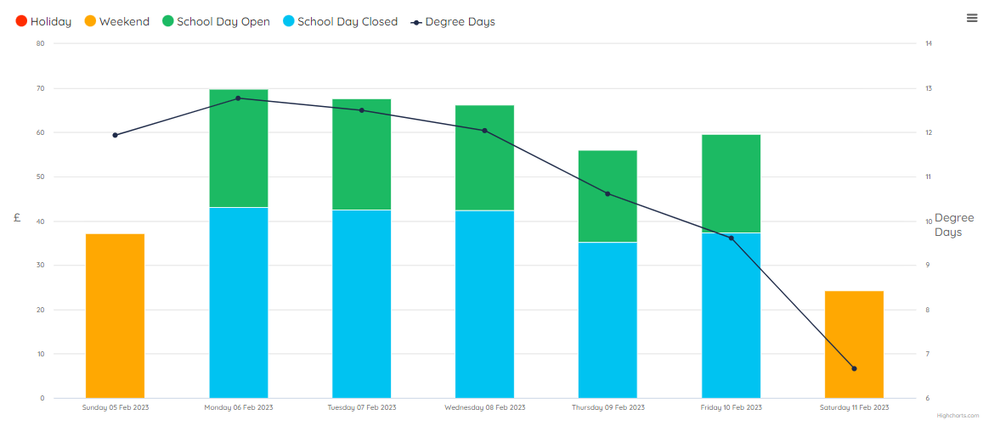 Holiday Weekend School Day Open School Day Closed Degree Days
80 14
70 13
60 12
50 11
£ 40 10 Degree
Days
30 9
20 8
10 7
0 6
Sunday 05 Feb 2023 Monday 06 Feb 2023 Tuesday 07 Feb 2023 Wednesday 08 Feb 2023 Thursday 09 Feb 2023 Friday 10 Feb 2023 Saturday 11 Feb 2023
Highcharts.com